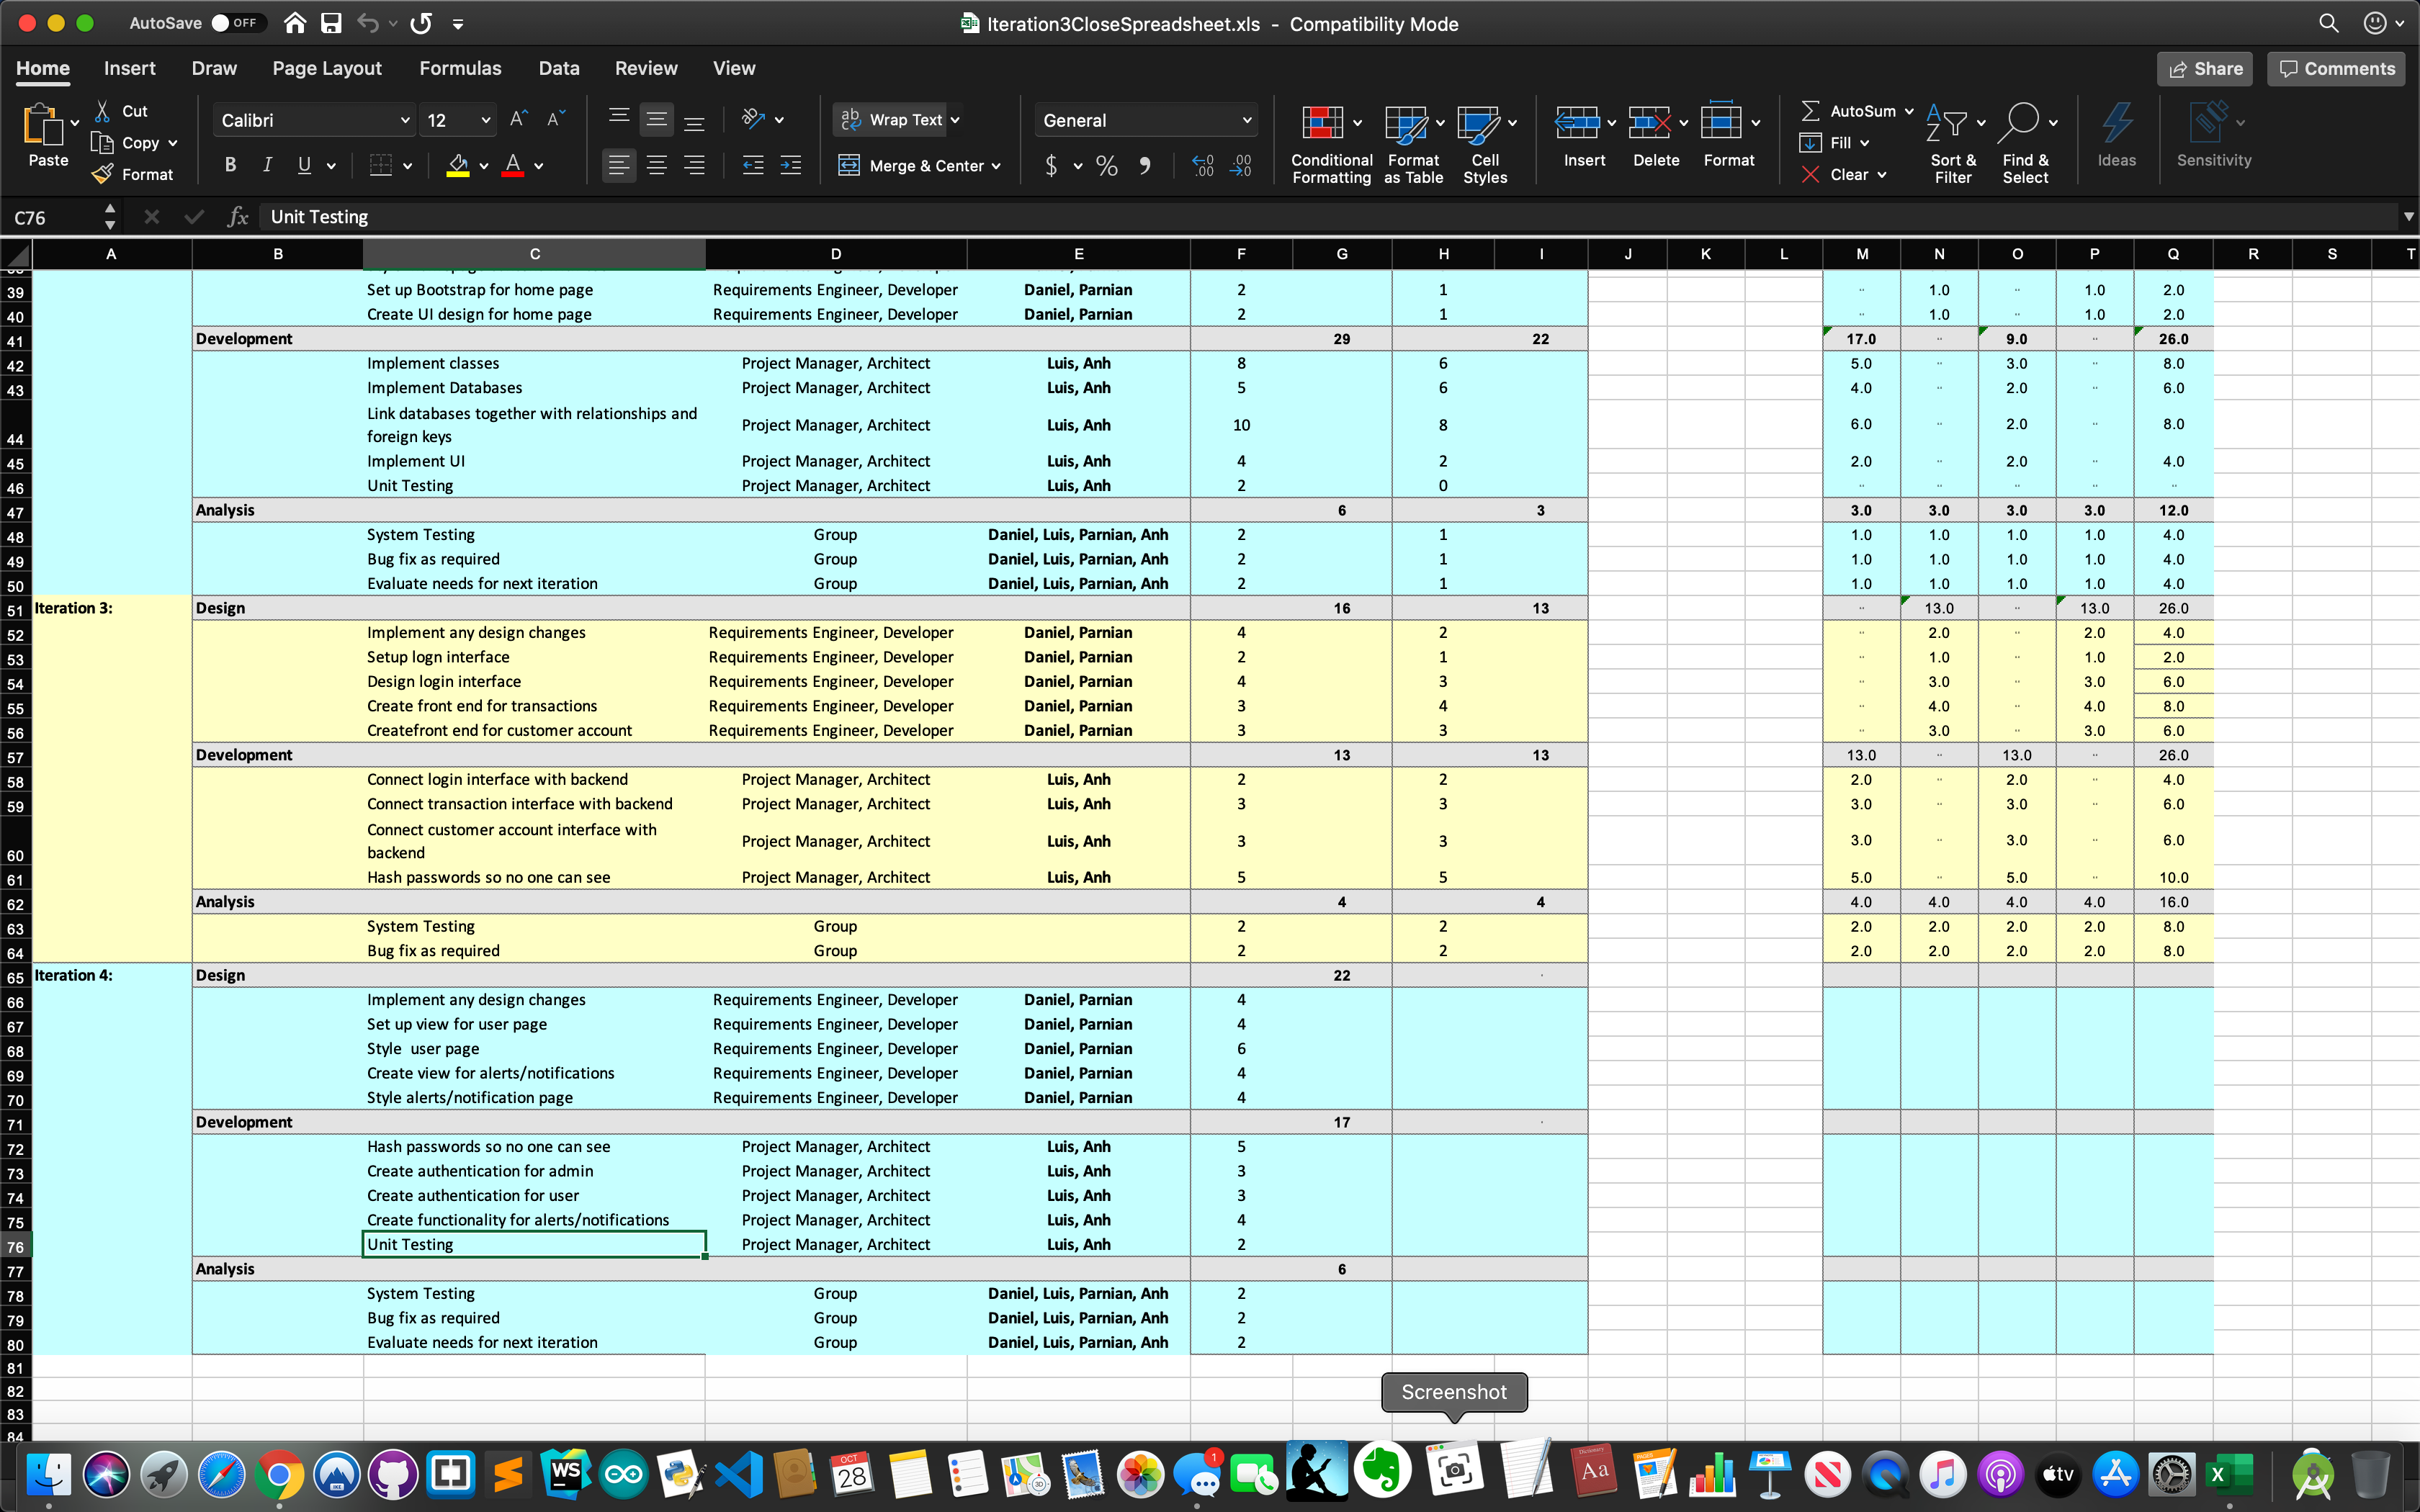 AutoSave OFF Iteration3CloseSpreadsheet.xls - Compatibility Mode
Home Insert Draw Page Layout Formulas Data Review View Share Comments
Paste Cut Copy Format Calibri 12 Wrap Text General Conditional Formatting Format as Table Cell Styles Insert Delete Format AutoSum Fill Clear Sort & Filter Find & Select Ideas Sensitivity
B I U A Merge & Center $ %
C76 fx Unit Testing
A B C D E F G H I J K L M N O P Q R S T
39 Set up Bootstrap for home page Requirements Engineer, Developer Daniel, Parnian 2 1 1.0 1.0 2.0
40 Create UI design for home page Requirements Engineer, Developer Daniel, Parnian 2 1 1.0 1.0 2.0
41 Development 29 22 17.0 9.0 26.0
42 Implement classes Project Manager, Architect Luis, Anh 8 6 5.0 3.0 8.0
43 Implement Databases Project Manager, Architect Luis, Anh 5 6 4.0 2.0 6.0
44 Link databases together with relationships and foreign keys Project Manager, Architect Luis, Anh 10 8 6.0 2.0 8.0
45 Implement UI Project Manager, Architect Luis, Anh 4 2 2.0 2.0 4.0
46 Unit Testing Project Manager, Architect Luis, Anh 2 0
47 Analysis 6 3 3.0 3.0 3.0 3.0 12.0
48 System Testing Group Daniel, Luis, Parnian, Anh 2 1 1.0 1.0 1.0 1.0 4.0
49 Bug fix as required Group Daniel, Luis, Parnian, Anh 2 1 1.0 1.0 1.0 1.0 4.0
50 Evaluate needs for next iteration Group Daniel, Luis, Parnian, Anh 2 1 1.0 1.0 1.0 1.0 4.0
51 Iteration 3: Design 16 13 13.0 13.0 26.0
52 Implement any design changes Requirements Engineer, Developer Daniel, Parnian 4 2 2.0 2.0 4.0
53 Setup logn interface Requirements Engineer, Developer Daniel, Parnian 2 1 1.0 1.0 2.0
54 Design login interface Requirements Engineer, Developer Daniel, Parnian 4 3 3.0 3.0 6.0
55 Create front end for transactions Requirements Engineer, Developer Daniel, Parnian 3 4 4.0 4.0 8.0
56 Createfront end for customer account Requirements Engineer, Developer Daniel, Parnian 3 3 3.0 3.0 6.0
57 Development 13 13 13.0 13.0 26.0
58 Connect login interface with backend Project Manager, Architect Luis, Anh 2 2 2.0 2.0 4.0
59 Connect transaction interface with backend Project Manager, Architect Luis, Anh 3 3 3.0 3.0 6.0
60 Connect customer account interface with backend Project Manager, Architect Luis, Anh 3 3 3.0 3.0 6.0
61 Hash passwords so no one can see Project Manager, Architect Luis, Anh 5 5 5.0 5.0 10.0
62 Analysis 4 4 4.0 4.0 4.0 4.0 16.0
63 System Testing Group 2 2 2.0 2.0 2.0 2.0 8.0
64 Bug fix as required Group 2 2 2.0 2.0 2.0 2.0 8.0
65 Iteration 4: Design 22
66 Implement any design changes Requirements Engineer, Developer Daniel, Parnian 4
67 Set up view for user page Requirements Engineer, Developer Daniel, Parnian 4
68 Style user page Requirements Engineer, Developer Daniel, Parnian 6
69 Create view for alerts/notifications Requirements Engineer, Developer Daniel, Parnian 4
70 Style alerts/notification page Requirements Engineer, Developer Daniel, Parnian 4
71 Development 17
72 Hash passwords so no one can see Project Manager, Architect Luis, Anh 5
73 Create authentication for admin Project Manager, Architect Luis, Anh 3
74 Create authentication for user Project Manager, Architect Luis, Anh 3
75 Create functionality for alerts/notifications Project Manager, Architect Luis, Anh 4
76 Unit Testing Project Manager, Architect Luis, Anh 2
77 Analysis 6
78 System Testing Group Daniel, Luis, Parnian, Anh 2
79 Bug fix as required Group Daniel, Luis, Parnian, Anh 2
80 Evaluate needs for next iteration Group Daniel, Luis, Parnian, Anh 2
81
82
83
84
Screenshot
WS OCT 28 1 Aa tv X